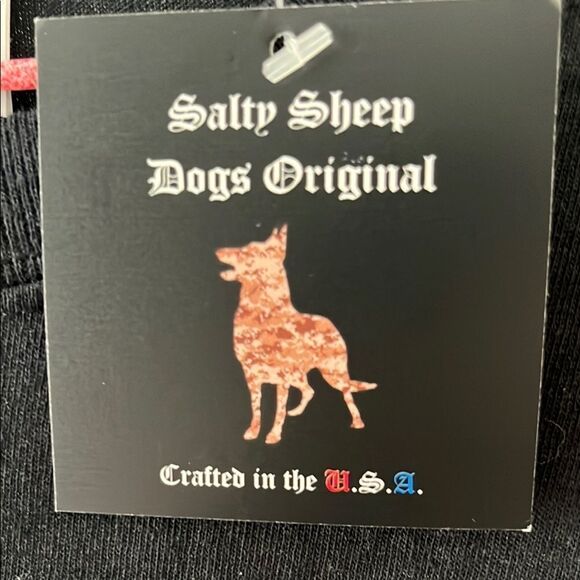 Salty Sheep
Dogs Original
Crafted in the U.S.A.